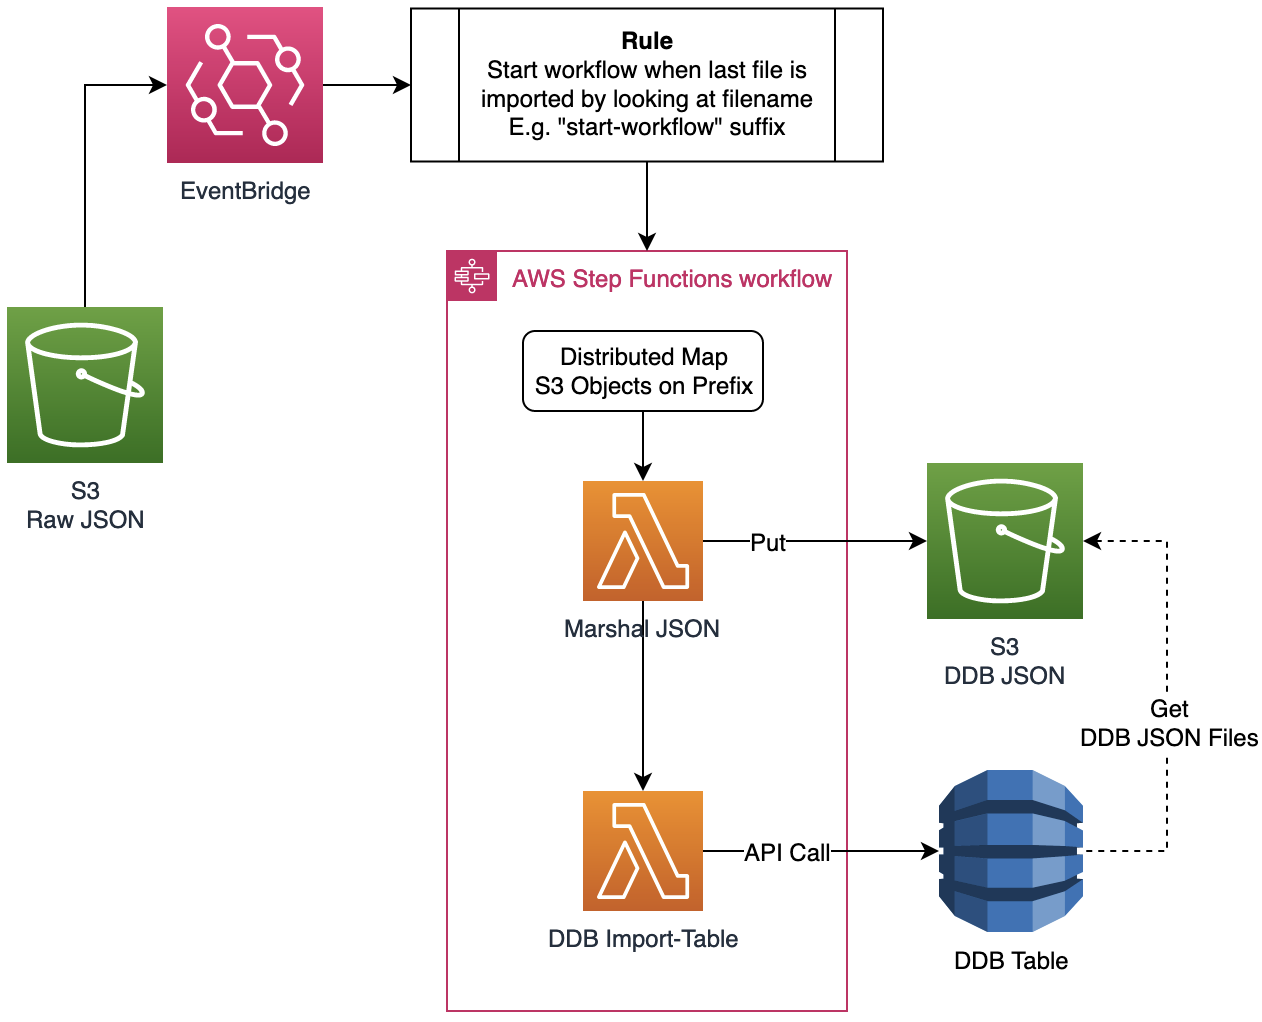 Rule
Start workflow when last file is
imported by looking at filename
E.g. "start-workflow" suffix
EventBridge
AWS Step Functions workflow
Distributed Map
S3 Objects on Prefix
S3
Raw JSON
Put
Marshal JSON
S3
DDB JSON
Get
DDB JSON Files
API Call
DDB Import-Table
DDB Table